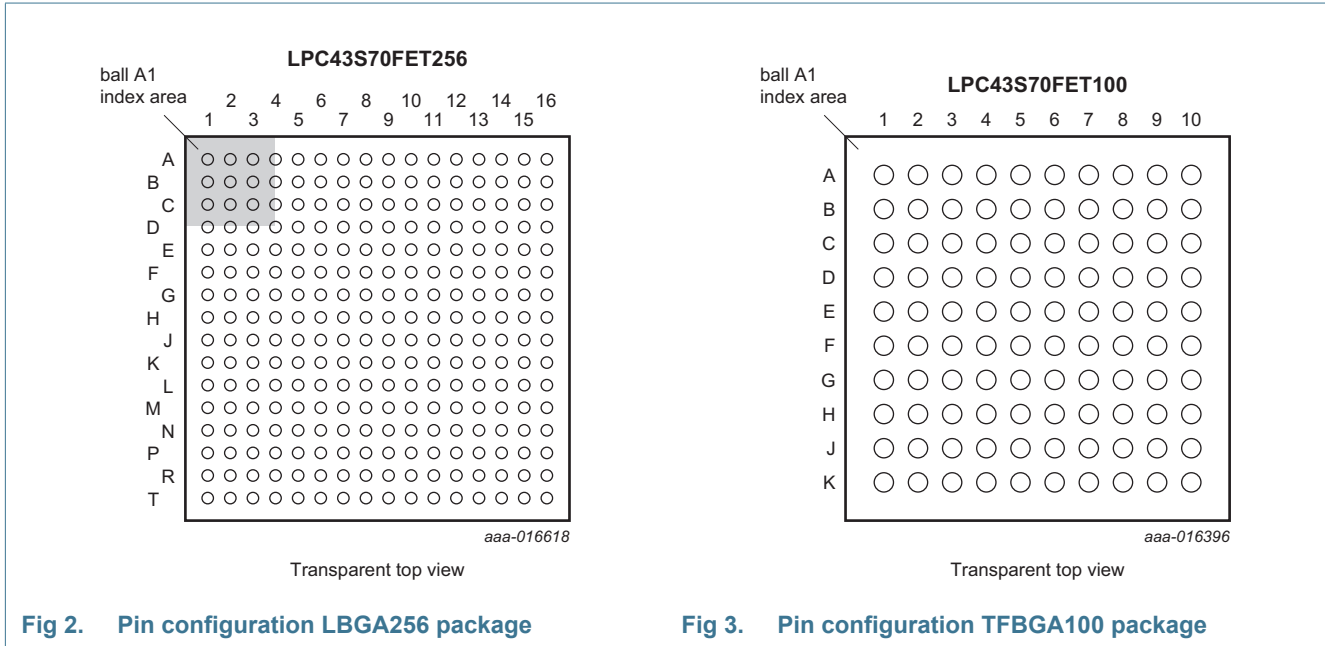 LPC43S70FET256
ball A1
index area
2 4 6 8 10 12 14 16
1 3 5 7 9 11 13 15
A
B
C
D
E
F
G
H
J
K
L
M
N
P
R
T
aaa-016618
Transparent top view
Fig 2. Pin configuration LBGA256 package
LPC43S70FET100
ball A1
index area
1 2 3 4 5 6 7 8 9 10
A
B
C
D
E
F
G
H
J
K
aaa-016396
Transparent top view
Fig 3. Pin configuration TFBGA100 package